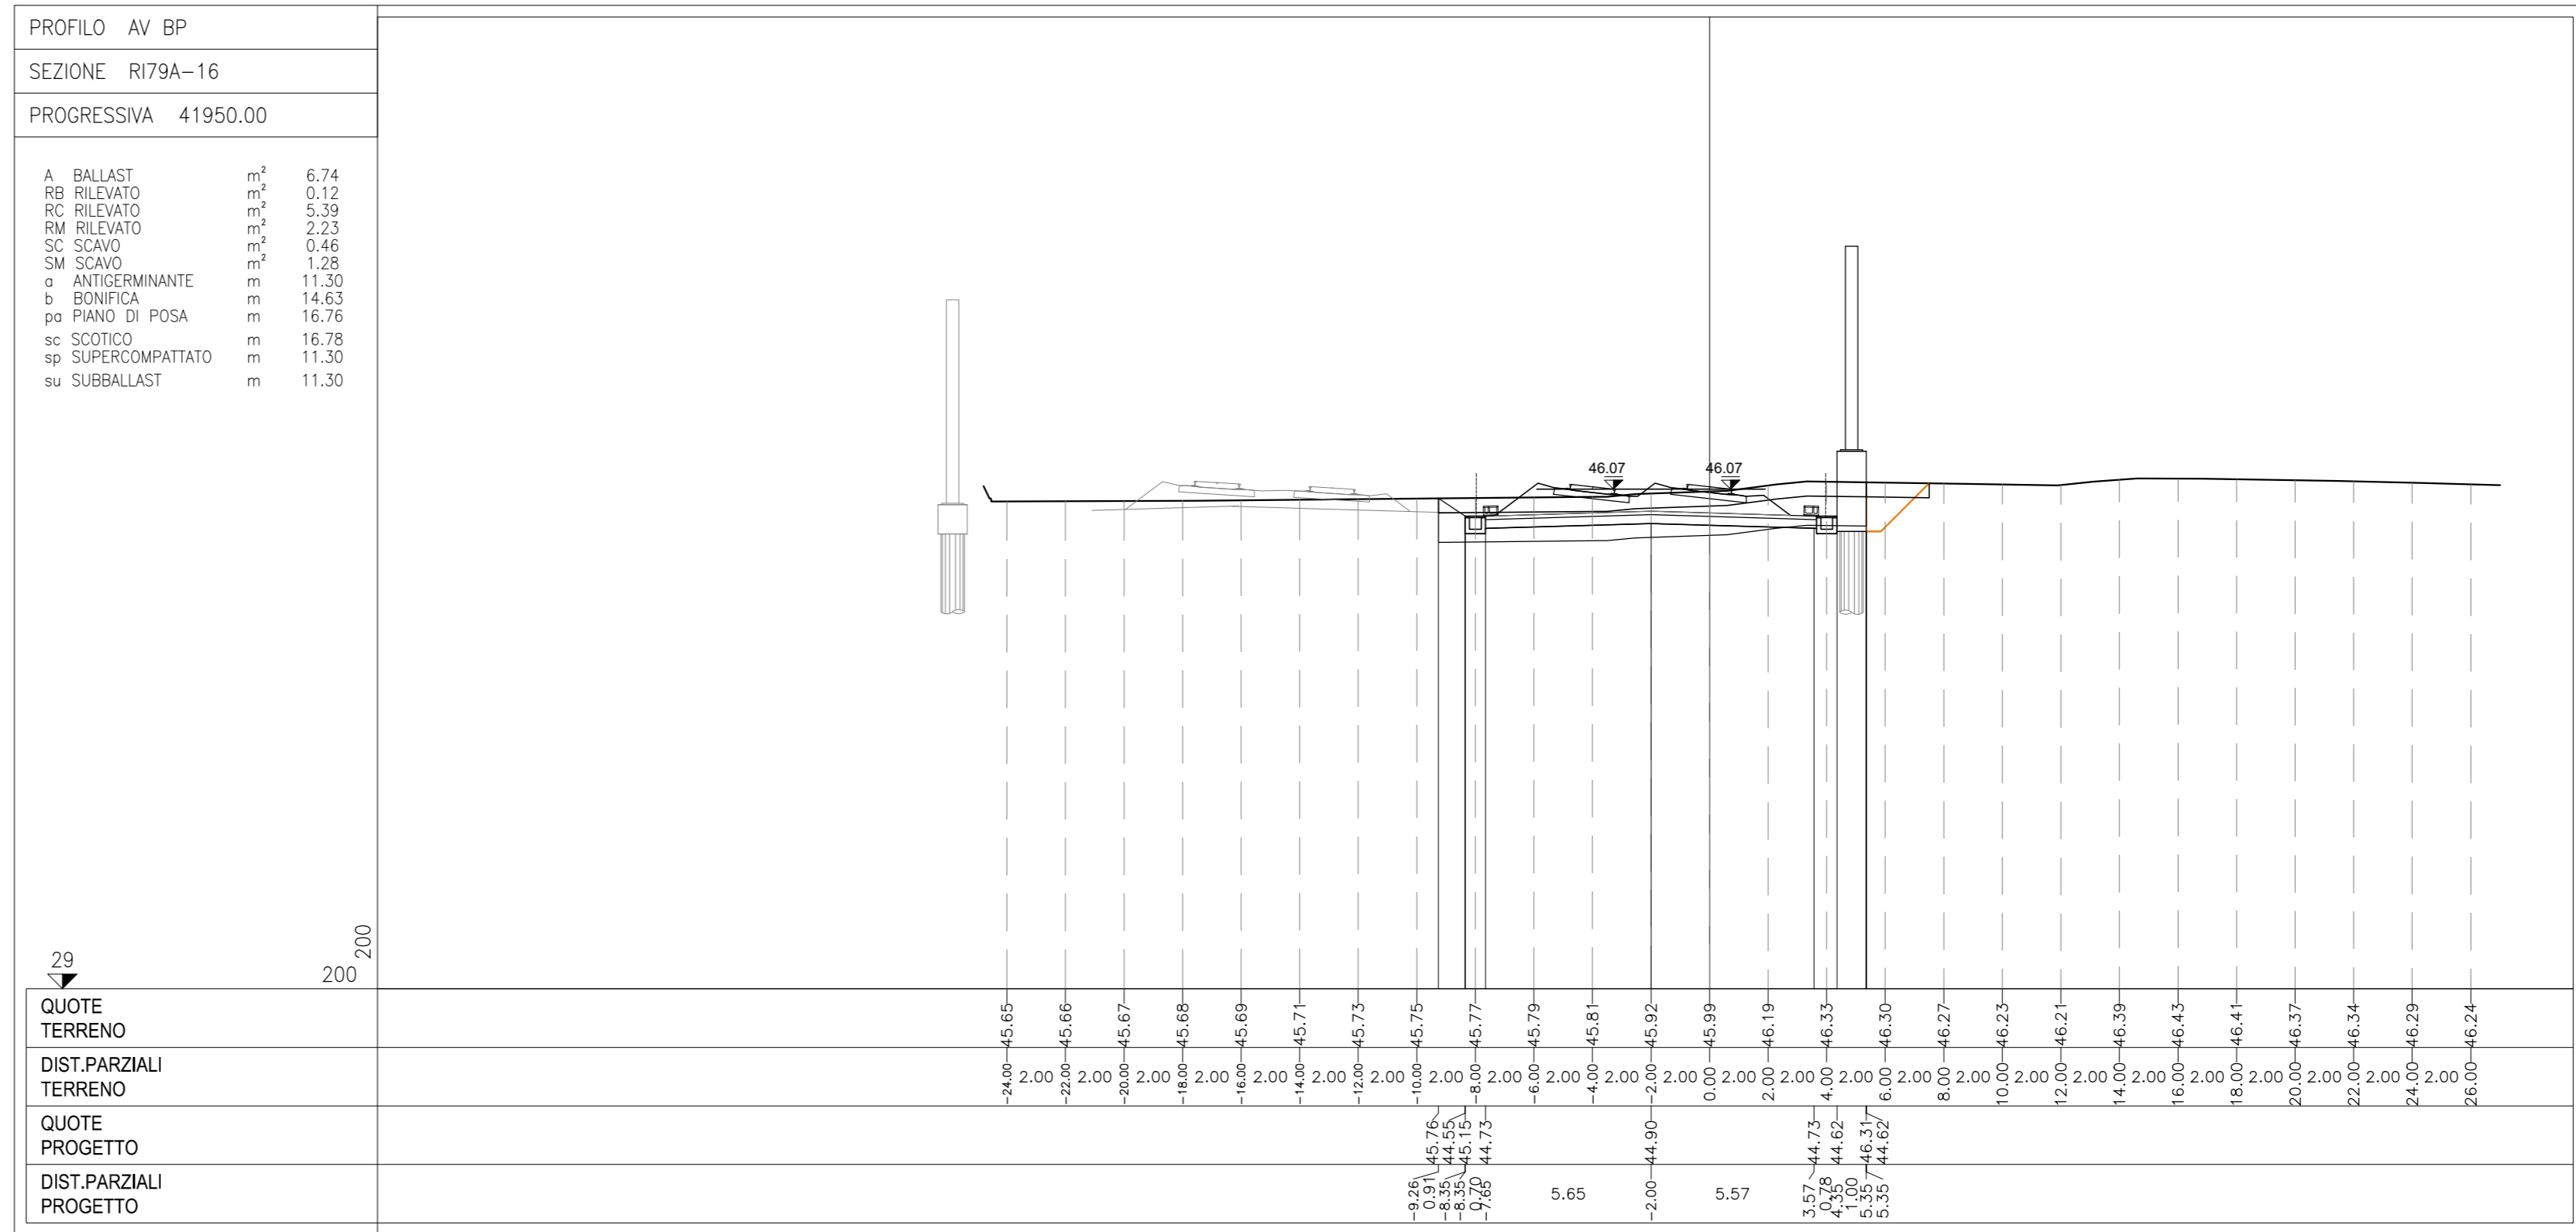 PROFILO AV BP
SEZIONE RI79A-16
PROGRESSIVA 41950.00
A BALLAST m² 6.74
RB RILEVATO m² 0.12
RC RILEVATO m² 5.39
RM RILEVATO m² 2.23
SC SCAVO m² 0.46
SM SCAVO m² 1.28
a ANTIGERMINANTE m 11.30
b BONIFICA m 14.63
pa PIANO DI POSA m 16.76
sc SCOTICO m 16.78
sp SUPERCOMPATTATO m 11.30
su SUBBALLAST m 11.30
46.07 46.07
29 200 200
QUOTE
TERRENO
45.65 45.66 45.67 45.68 45.69 45.71 45.73 45.75 45.77 45.79 45.81 45.92 45.99 46.19 46.33 46.30 46.27 46.23 46.21 46.39 46.43 46.41 46.37 46.34 46.29 46.24
DIST.PARZIALI
TERRENO
-24.00 2.00 -22.00 2.00 -20.00 2.00 -18.00 2.00 -16.00 2.00 -14.00 2.00 -12.00 2.00 -10.00 2.00 -8.00 2.00 -6.00 2.00 -4.00 2.00 -2.00 2.00 0.00 2.00 2.00 2.00 4.00 2.00 6.00 2.00 8.00 2.00 10.00 2.00 12.00 2.00 14.00 2.00 16.00 2.00 18.00 2.00 20.00 2.00 22.00 2.00 24.00 2.00 26.00
QUOTE
PROGETTO
45.76 44.55 45.15 44.73 44.90 44.73 44.62 46.31 44.62
DIST.PARZIALI
PROGETTO
-9.26 0.91 -8.35 -8.35 0.70 -7.65 5.65 -2.00 5.57 3.57 0.78 4.35 1.00 5.35 5.35